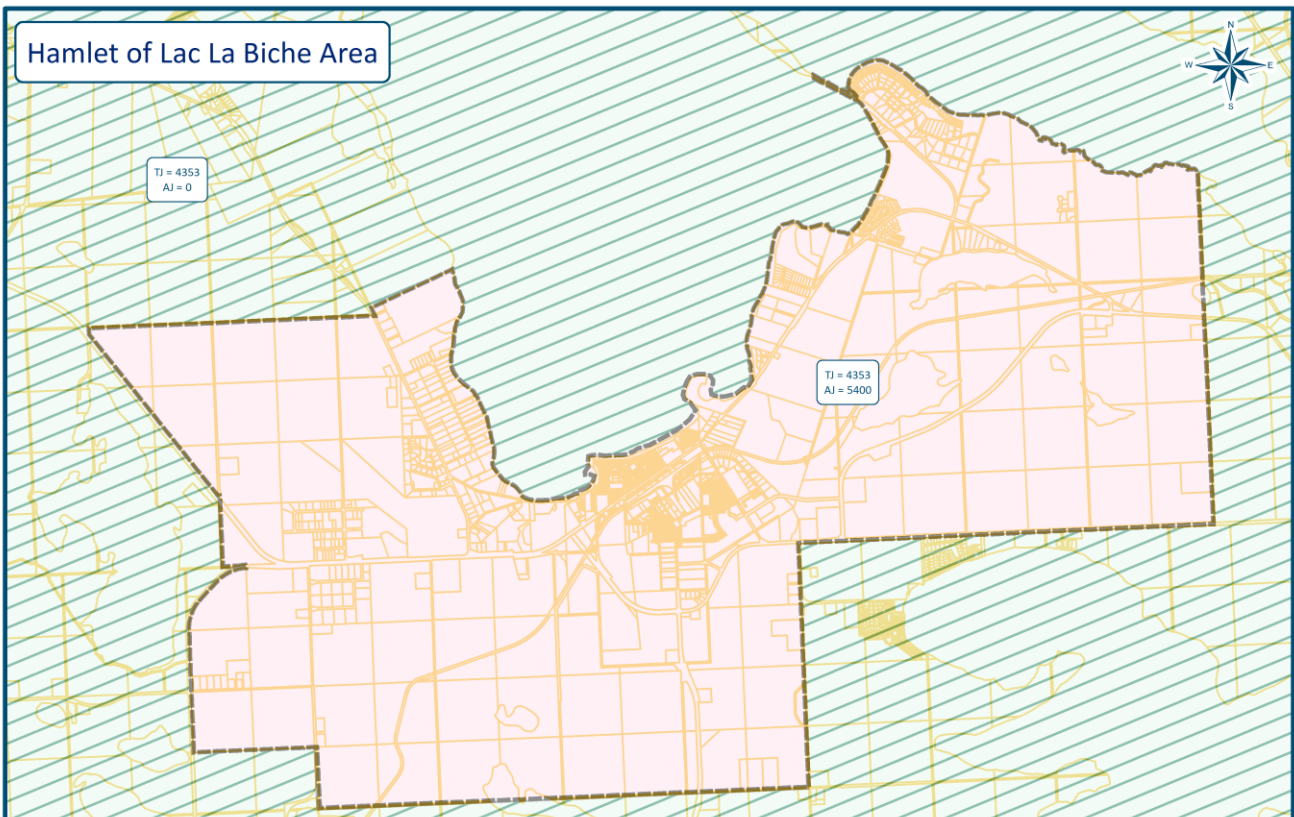 Hamlet of Lac La Biche Area
N
W
E
S
TJ = 4353
AJ = 0
TJ = 4353
AJ = 5400